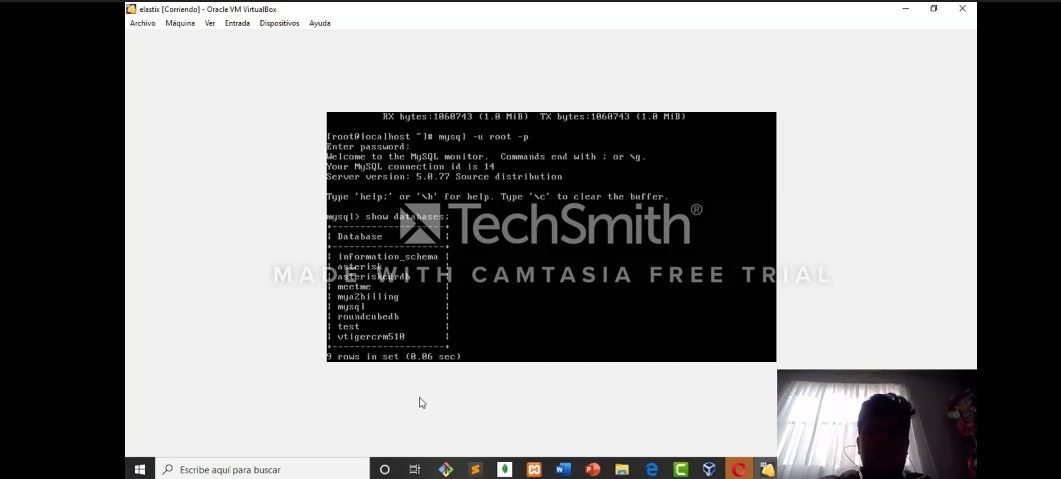 elastix [Corriendo] - Oracle VM VirtualBox
Archivo Máquina Ver Entrada Dispositivos Ayuda
RX bytes:1060743 (1.0 MiB) TX bytes:1060743 (1.0 MiB)
[root@localhost ~]# mysql -u root -p
Enter password:
Welcome to the MySQL monitor. Commands end with ; or \g.
Your MySQL connection id is 14
Server version: 5.0.77 Source distribution
Type 'help;' or '\h' for help. Type '\c' to clear the buffer.
mysql> show databases;
TechSmith®
Database
information_schema
asterisk
MADE WITH CAMTASIA FREE TRIAL
asteriskcdrdb
meetme
mya2billing
mysql
roundcubedb
test
vtigercrm510
9 rows in set (0.06 sec)
Escribe aquí para buscar